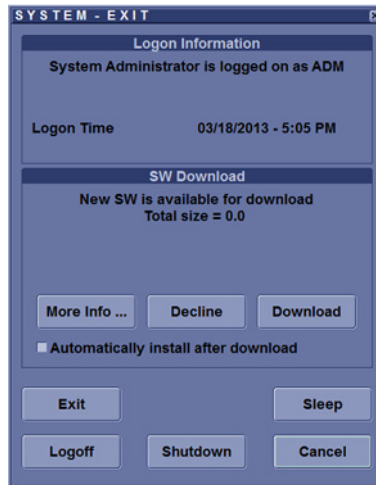 SYSTEM - EXIT
Logon Information
System Administrator is logged on as ADM
Logon Time 03/18/2013 - 5:05 PM
SW Download
New SW is available for download
Total size = 0.0
More Info ... Decline Download
Automatically install after download
Exit Sleep
Logoff Shutdown Cancel